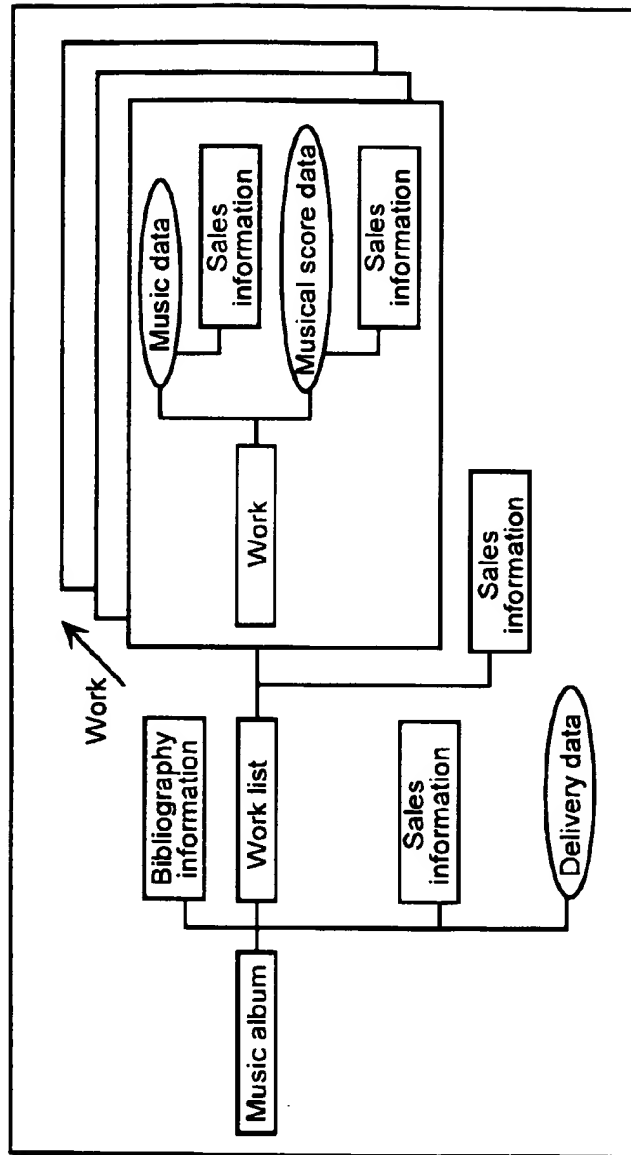 Music album
Bibliography
information
Work list
Sales
information
Delivery data
Work
Sales
information
Work
Music data
Sales
information
Musical score data
Sales
information